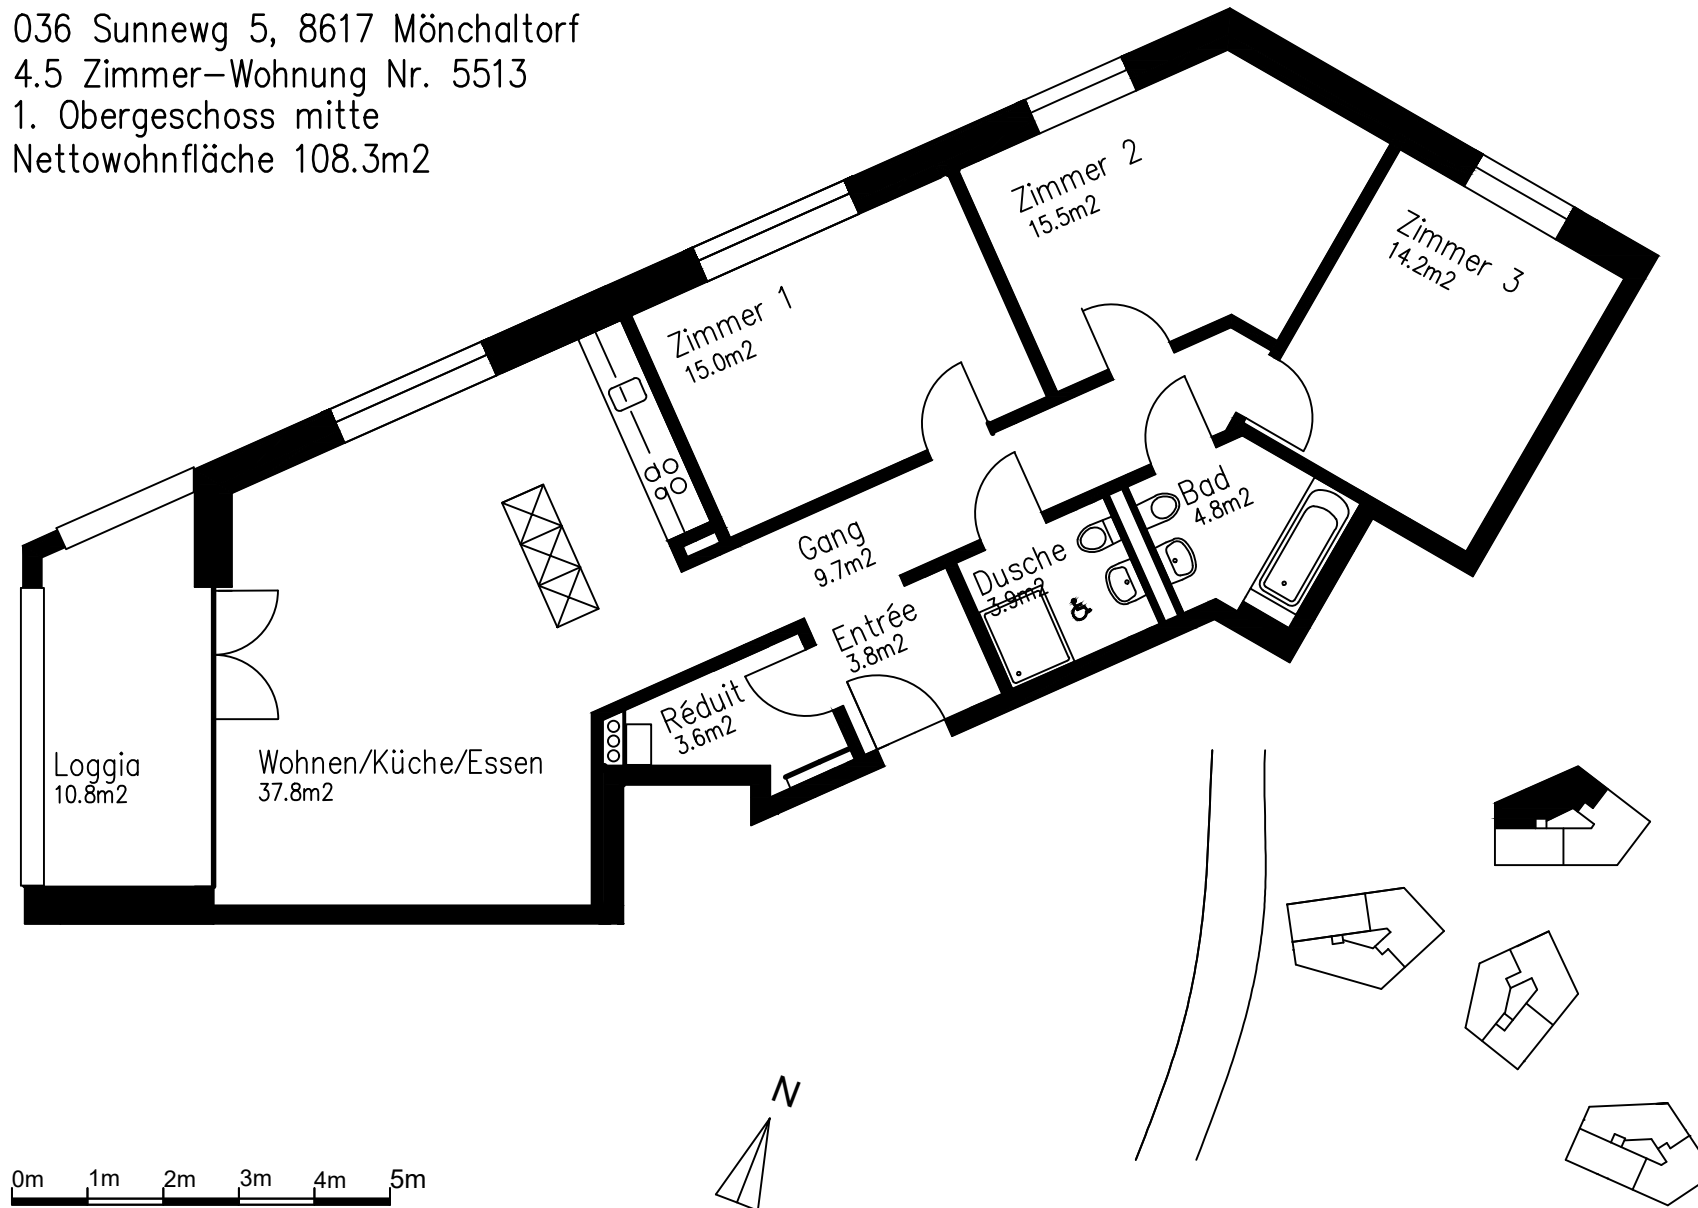 036 Sunnewg 5, 8617 Mönchaltorf
4.5 Zimmer-Wohnung Nr. 5513
1. Obergeschoss mitte
Nettowohnfläche 108.3m2
Zimmer 2
15.5m2
Zimmer 3
14.2m2
Zimmer 1
15.0m2
Bad
4.8m2
Gang
9.7m2
Dusche
3.9m2
Entrée
3.8m2
Réduit
3.6m2
Loggia
10.8m2
Wohnen/Küche/Essen
37.8m2
N
0m 1m 2m 3m 4m 5m